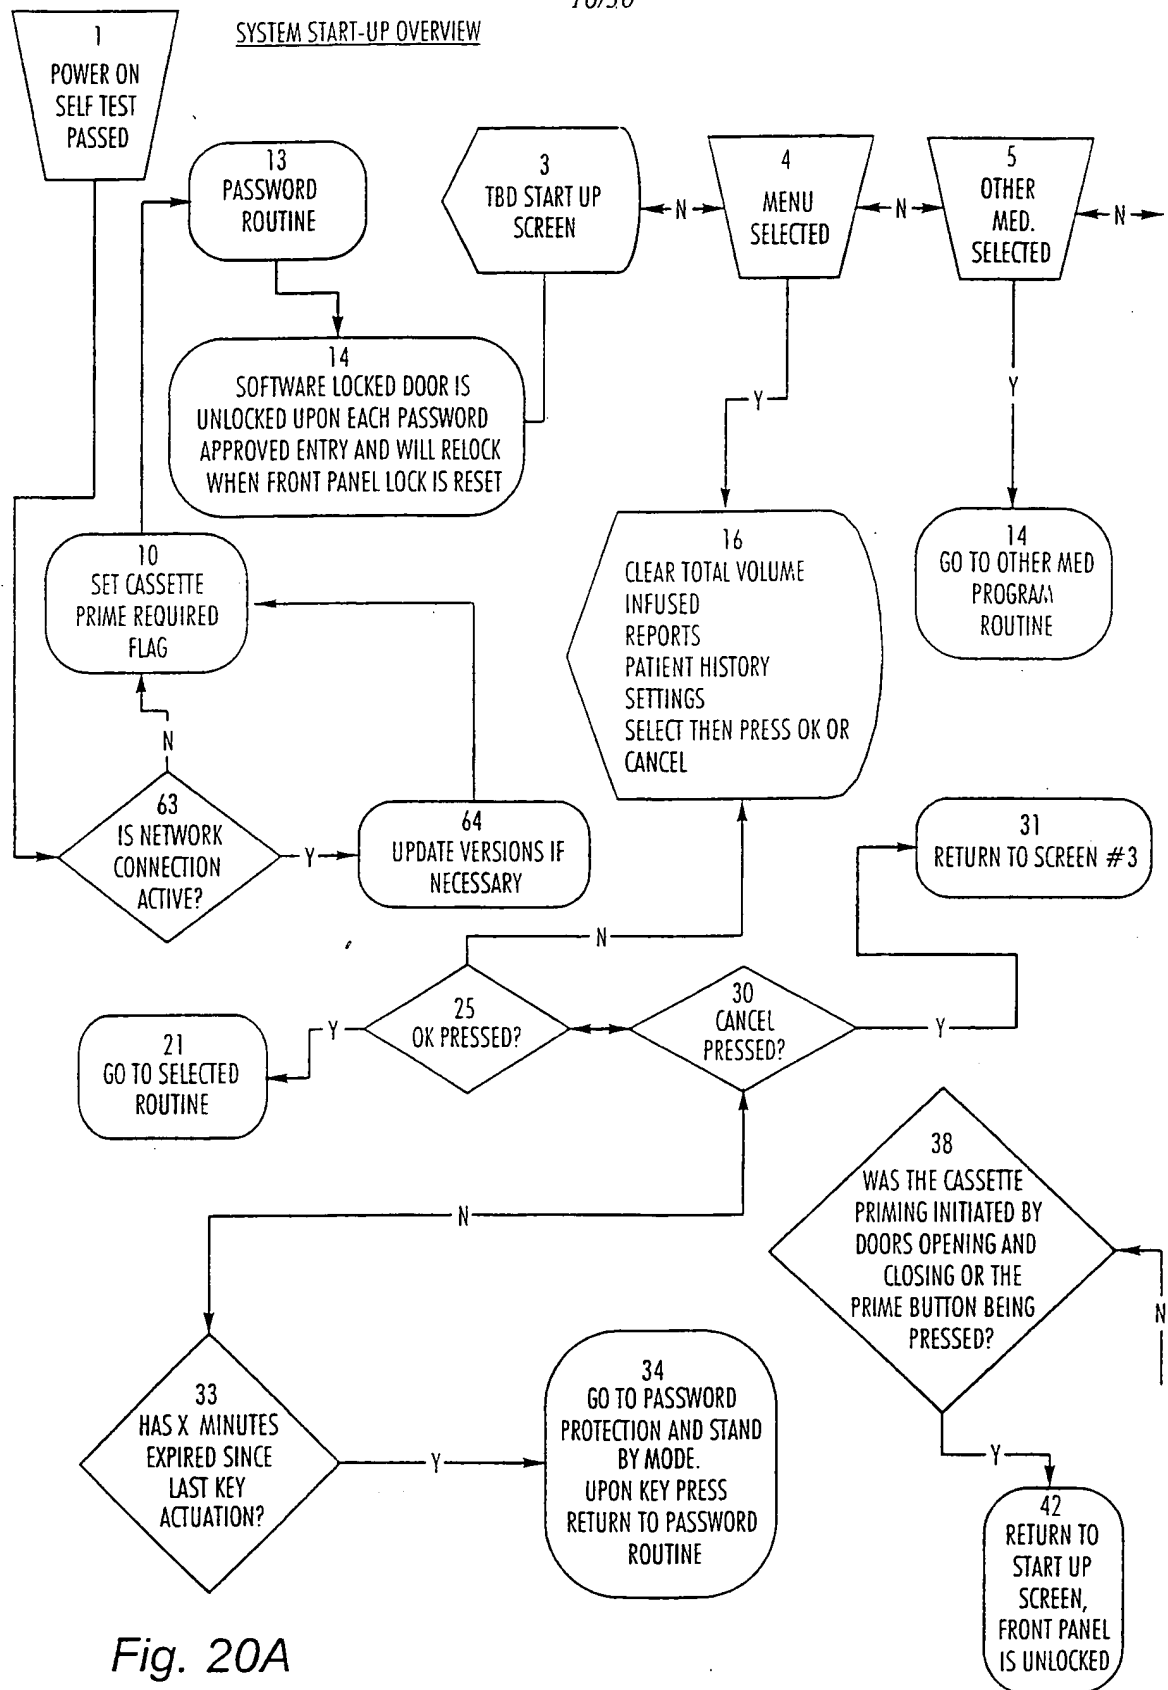 SYSTEM START-UP OVERVIEW
1
POWER ON
SELF TEST
PASSED
13
PASSWORD
ROUTINE
3
TBD START UP
SCREEN
N
4
MENU
SELECTED
N
5
OTHER
MED.
SELECTED
N
14
SOFTWARE LOCKED DOOR IS
UNLOCKED UPON EACH PASSWORD
APPROVED ENTRY AND WILL RELOCK
WHEN FRONT PANEL LOCK IS RESET
Y
Y
10
SET CASSETTE
PRIME REQUIRED
FLAG
16
CLEAR TOTAL VOLUME
INFUSED
REPORTS
PATIENT HISTORY
SETTINGS
SELECT THEN PRESS OK OR
CANCEL
14
GO TO OTHER MED
PROGRAM
ROUTINE
N
63
IS NETWORK
CONNECTION
ACTIVE?
Y
64
UPDATE VERSIONS IF
NECESSARY
31
RETURN TO SCREEN #3
N
25
OK PRESSED?
30
CANCEL
PRESSED?
Y
Y
21
GO TO SELECTED
ROUTINE
38
WAS THE CASSETTE
PRIMING INITIATED BY
DOORS OPENING AND
CLOSING OR THE
PRIME BUTTON BEING
PRESSED?
N
N
33
HAS X MINUTES
EXPIRED SINCE
LAST KEY
ACTUATION?
Y
34
GO TO PASSWORD
PROTECTION AND STAND
BY MODE.
UPON KEY PRESS
RETURN TO PASSWORD
ROUTINE
Y
42
RETURN TO
START UP
SCREEN,
FRONT PANEL
IS UNLOCKED
Fig. 20A